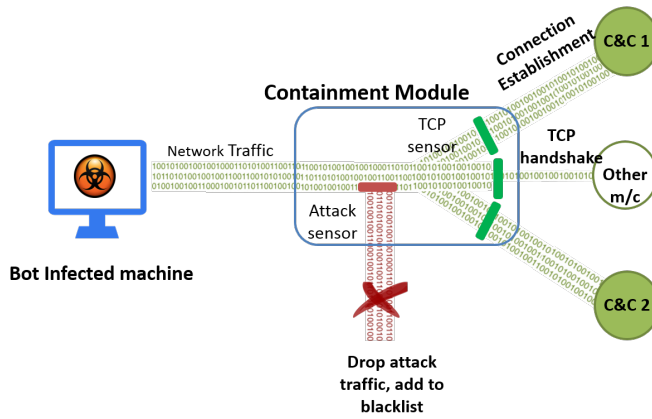 C&C 1
Connection
Establishment
Containment Module
TCP
sensor
TCP
handshake
Network Traffic
Other
m/c
Attack
sensor
Bot Infected machine
C&C 2
Drop attack
traffic, add to
blacklist